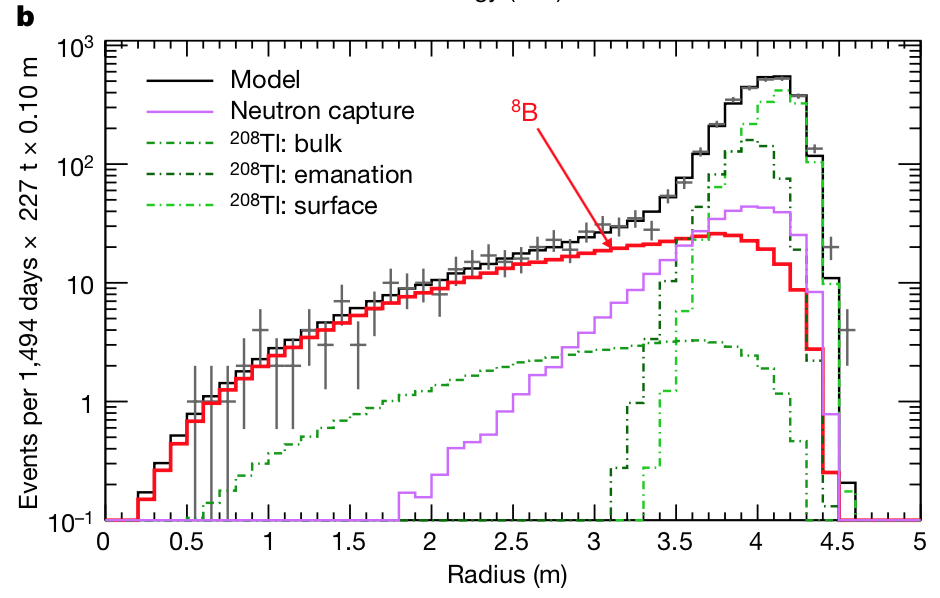 b
10³
Model
Neutron capture
⁸B
²⁰⁸Tl: bulk
10²
²⁰⁸Tl: emanation
²⁰⁸Tl: surface
10
1
10⁻¹
Events per 1,494 days × 227 t × 0.10 m
0 0.5 1 1.5 2 2.5 3 3.5 4 4.5 5
Radius (m)